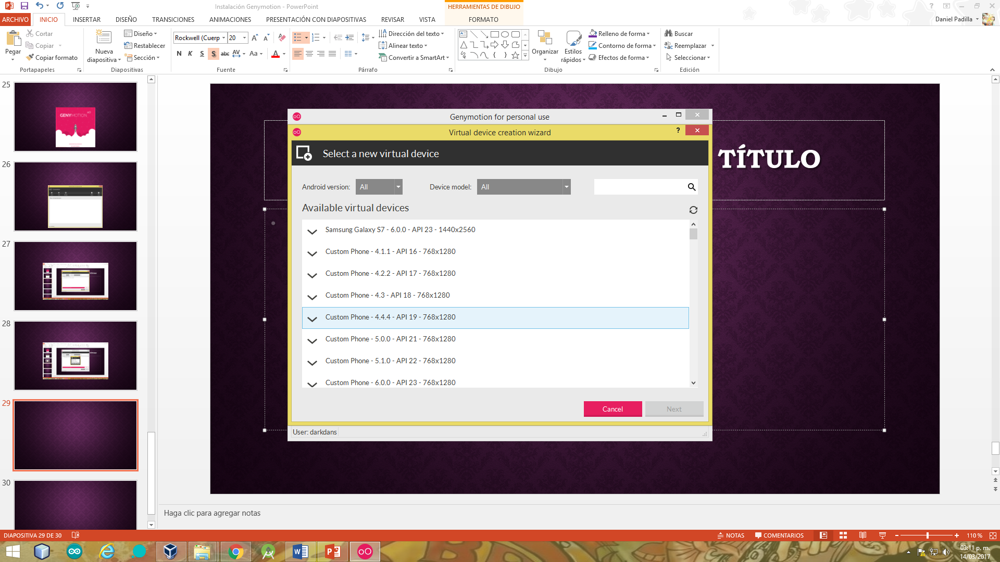 Instalación Genymotion - PowerPoint
HERRAMIENTAS DE DIBUJO
ARCHIVO INICIO INSERTAR DISEÑO TRANSICIONES ANIMACIONES PRESENTACIÓN CON DIAPOSITIVAS REVISAR VISTA FORMATO Daniel Padilla
Pegar Cortar
Copiar
Copiar formato
Portapapeles
Nueva diapositiva
Diseño
Restablecer
Sección
Diapositivas
Rockwell (Cuerp 20
N K S S abc AV Aa A
Fuente
Dirección del texto
Alinear texto
Convertir a SmartArt
Párrafo
Organizar
Estilos rápidos
Relleno de forma
Contorno de forma
Efectos de forma
Dibujo
Buscar
Reemplazar
Seleccionar
Edición
25
GENYMOTION
26
27
28
29
30
TÍTULO
Genymotion for personal use
Virtual device creation wizard
Select a new virtual device
Android version: All Device model: All
Available virtual devices
Samsung Galaxy S7 - 6.0.0 - API 23 - 1440x2560
Custom Phone - 4.1.1 - API 16 - 768x1280
Custom Phone - 4.2.2 - API 17 - 768x1280
Custom Phone - 4.3 - API 18 - 768x1280
Custom Phone - 4.4.4 - API 19 - 768x1280
Custom Phone - 5.0.0 - API 21 - 768x1280
Custom Phone - 5.1.0 - API 22 - 768x1280
Custom Phone - 6.0.0 - API 23 - 768x1280
Cancel Next
User: darkdans
Haga clic para agregar notas
DIAPOSITIVA 29 DE 30 NOTAS COMENTARIOS 110 %
03:11 p. m.
14/03/2017